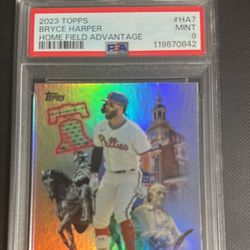 2023 TOPPS #HA7
BRYCE HARPER MINT
HOME FIELD ADVANTAGE 9
PSA 119870842
Topps
Phillies